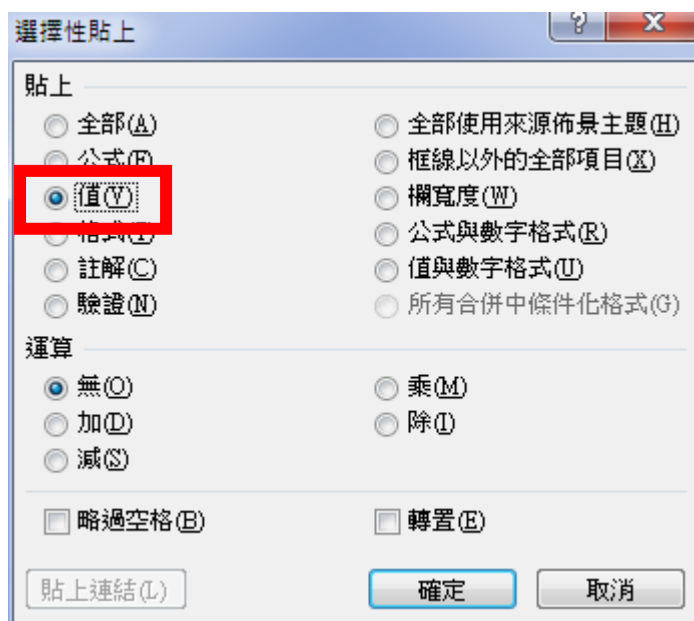 選擇性貼上
貼上
全部(A)
全部使用來源佈景主題(H)
公式(F)
框線以外的全部項目(X)
值(V)
欄寬度(W)
格式(T)
公式與數字格式(R)
註解(C)
值與數字格式(U)
驗證(N)
所有合併中條件化格式(G)
運算
無(O)
乘(M)
加(D)
除(I)
減(S)
略過空格(B)
轉置(E)
貼上連結(L)
確定
取消